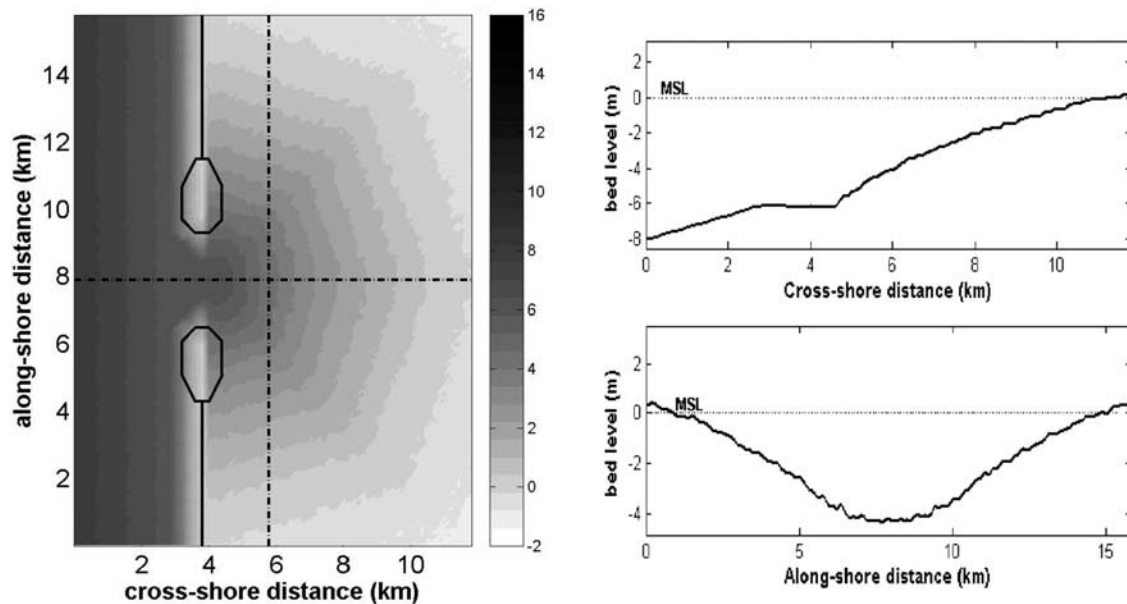 14
12
10
8
6
4
2
along-shore distance (km)
2 4 6 8 10
cross-shore distance (km)
16
14
12
10
8
6
4
2
0
-2
2
0
-2
-4
-6
-8
bed level (m)
MSL
0 2 4 6 8 10
Cross-shore distance (km)
2
0
-2
-4
bed level (m)
MSL
0 5 10 15
Along-shore distance (km)